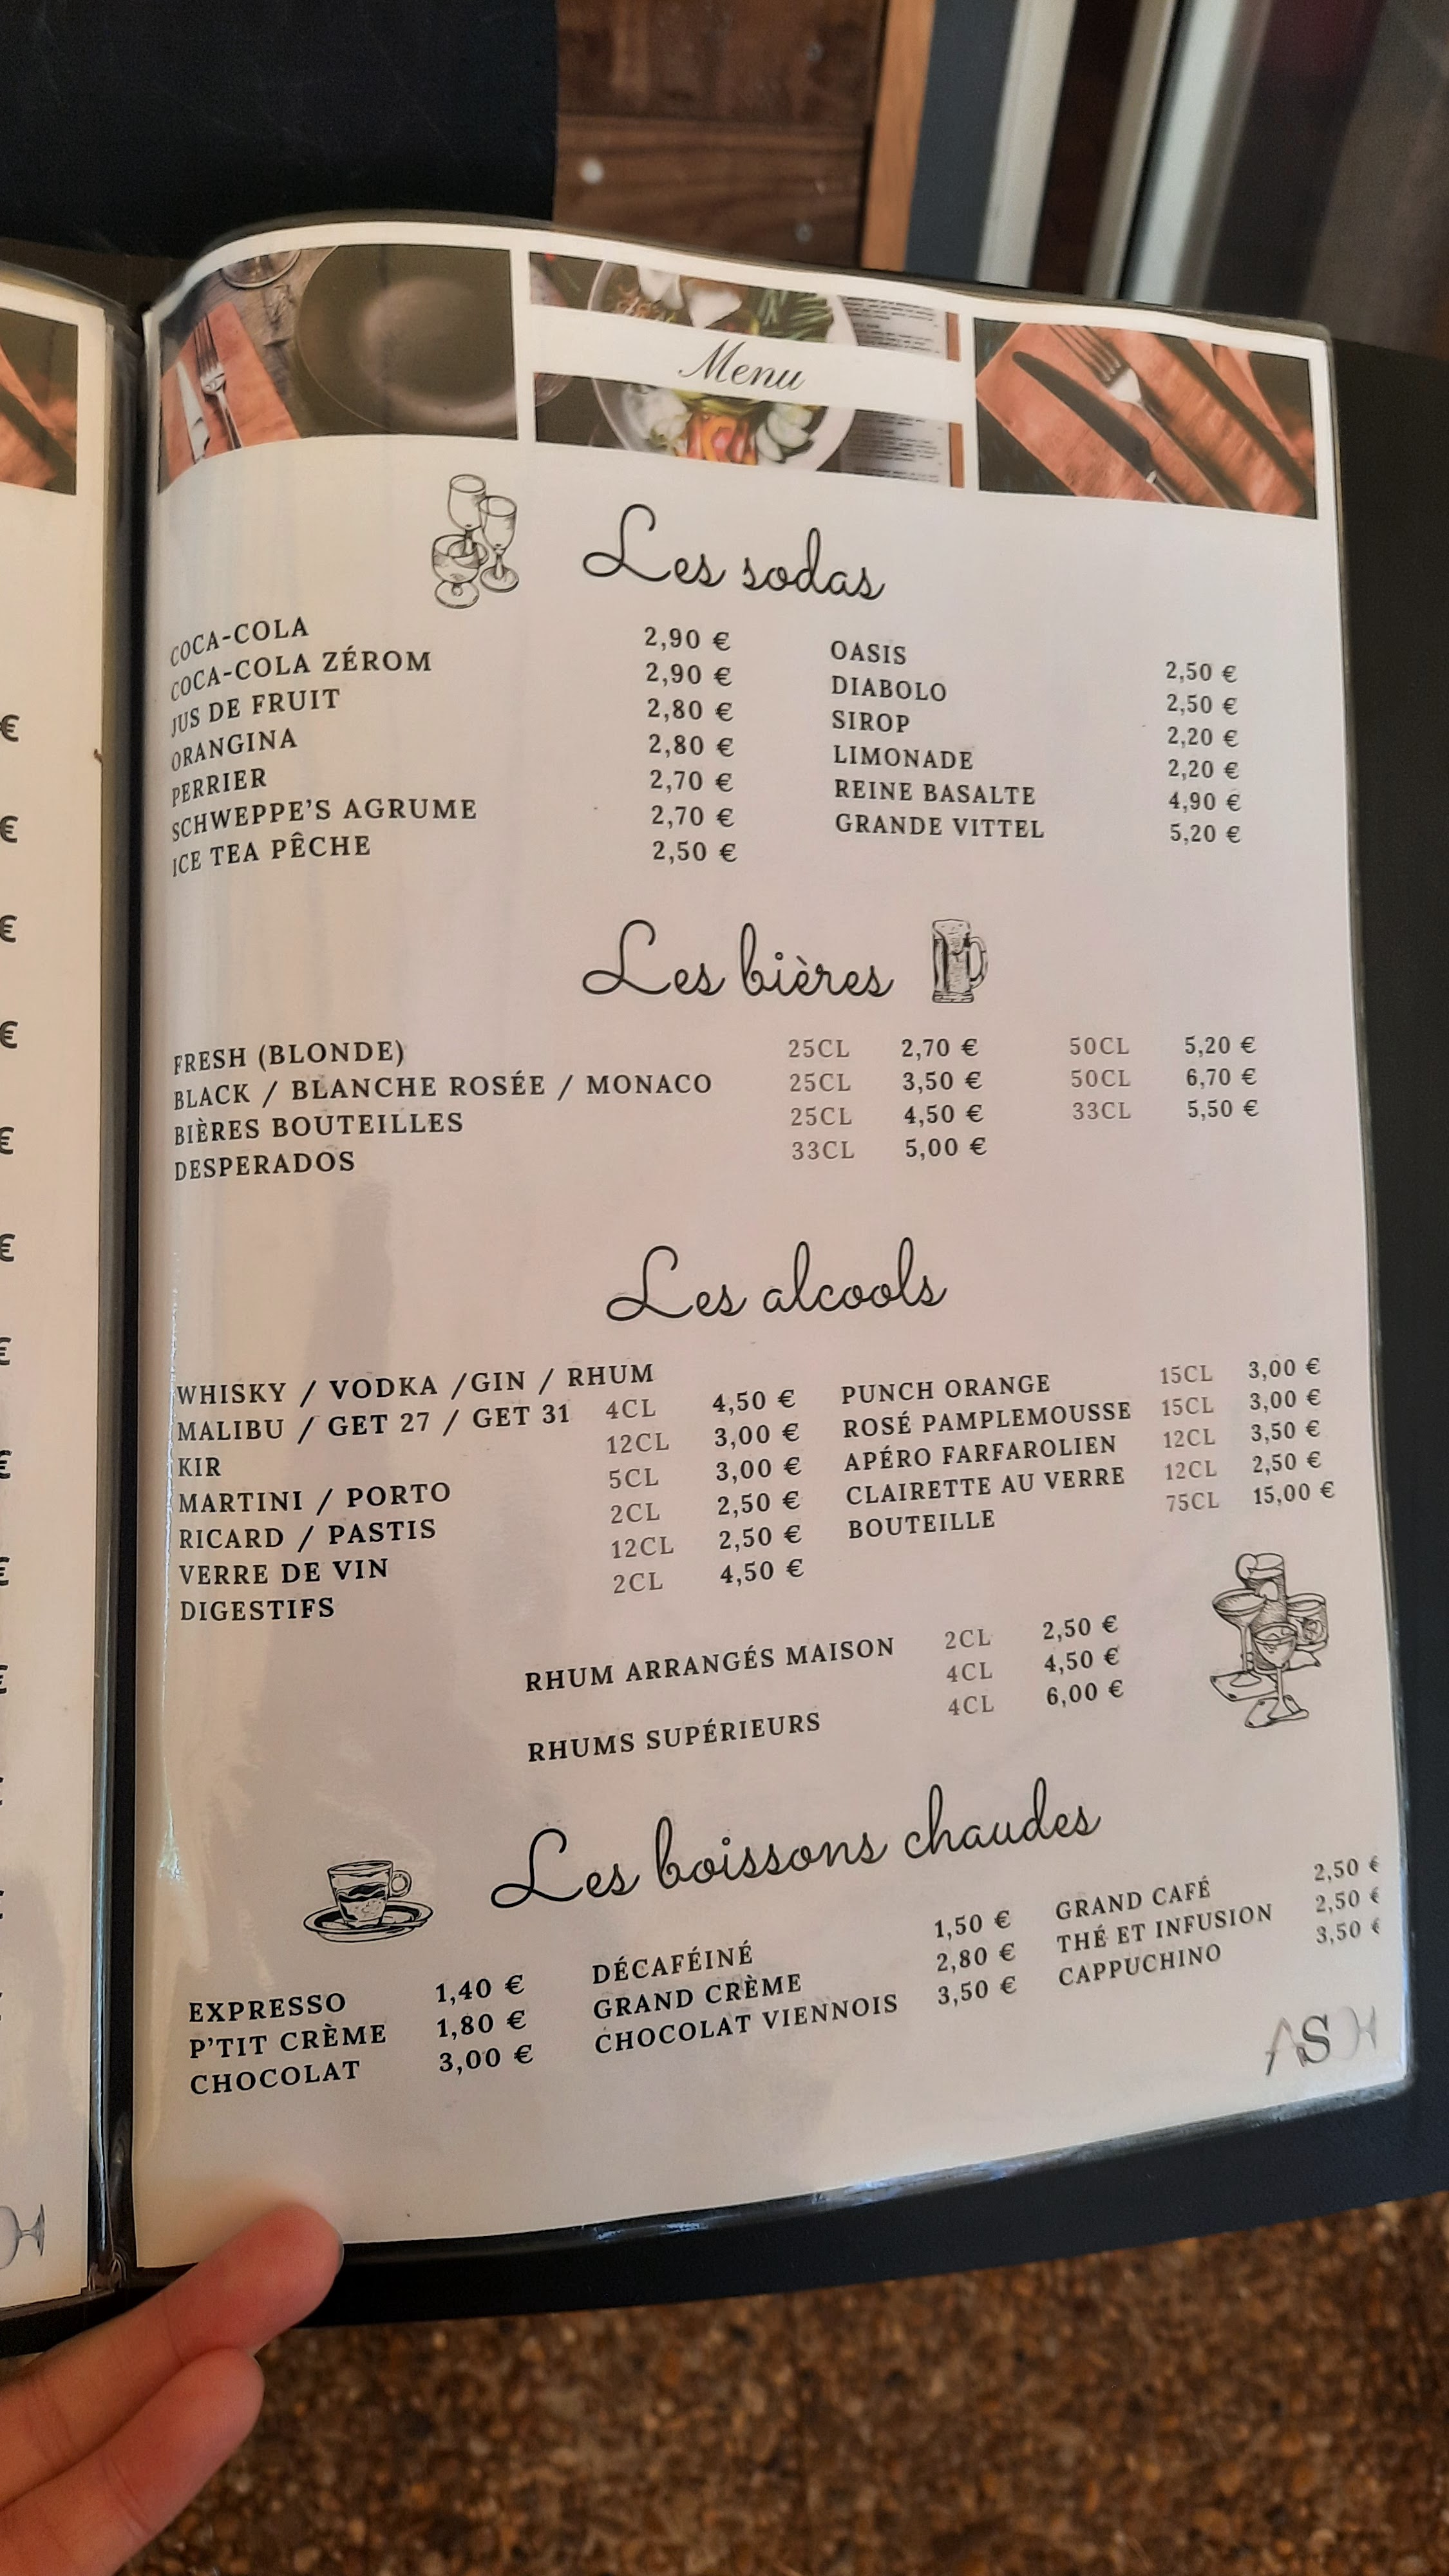 Menu
Les sodas
COCA-COLA 2,90 €
COCA-COLA ZÉROM 2,90 €
JUS DE FRUIT 2,80 €
ORANGINA 2,80 €
PERRIER 2,70 €
SCHWEPPE'S AGRUME 2,70 €
ICE TEA PÊCHE 2,50 €
OASIS 2,50 €
DIABOLO 2,50 €
SIROP 2,20 €
LIMONADE 2,20 €
REINE BASALTE 4,90 €
GRANDE VITTEL 5,20 €
Les bières
FRESH (BLONDE) 25CL 2,70 € 50CL 5,20 €
BLACK / BLANCHE ROSÉE / MONACO 25CL 3,50 € 50CL 6,70 €
BIÈRES BOUTEILLES 25CL 4,50 € 33CL 5,50 €
DESPERADOS 33CL 5,00 €
Les alcools
WHISKY / VODKA /GIN / RHUM
MALIBU / GET 27 / GET 31 4CL 4,50 €
KIR 12CL 3,00 €
MARTINI / PORTO 5CL 3,00 €
RICARD / PASTIS 2CL 2,50 €
VERRE DE VIN 12CL 2,50 €
DIGESTIFS 2CL 4,50 €
PUNCH ORANGE 15CL 3,00 €
ROSÉ PAMPLEMOUSSE 15CL 3,00 €
APÉRO FARFAROLIEN 12CL 3,50 €
CLAIRETTE AU VERRE 12CL 2,50 €
BOUTEILLE 75CL 15,00 €
RHUM ARRANGÉS MAISON 2CL 2,50 €
4CL 4,50 €
RHUMS SUPÉRIEURS 4CL 6,00 €
Les boissons chaudes
EXPRESSO 1,40 €
P'TIT CRÈME 1,80 €
CHOCOLAT 3,00 €
DÉCAFÉINÉ 1,50 €
GRAND CRÈME 2,80 €
CHOCOLAT VIENNOIS 3,50 €
GRAND CAFÉ 2,50 €
THÉ ET INFUSION 2,50 €
CAPPUCHINO 3,50 €
€
€
€
€
€
€
€
€
€